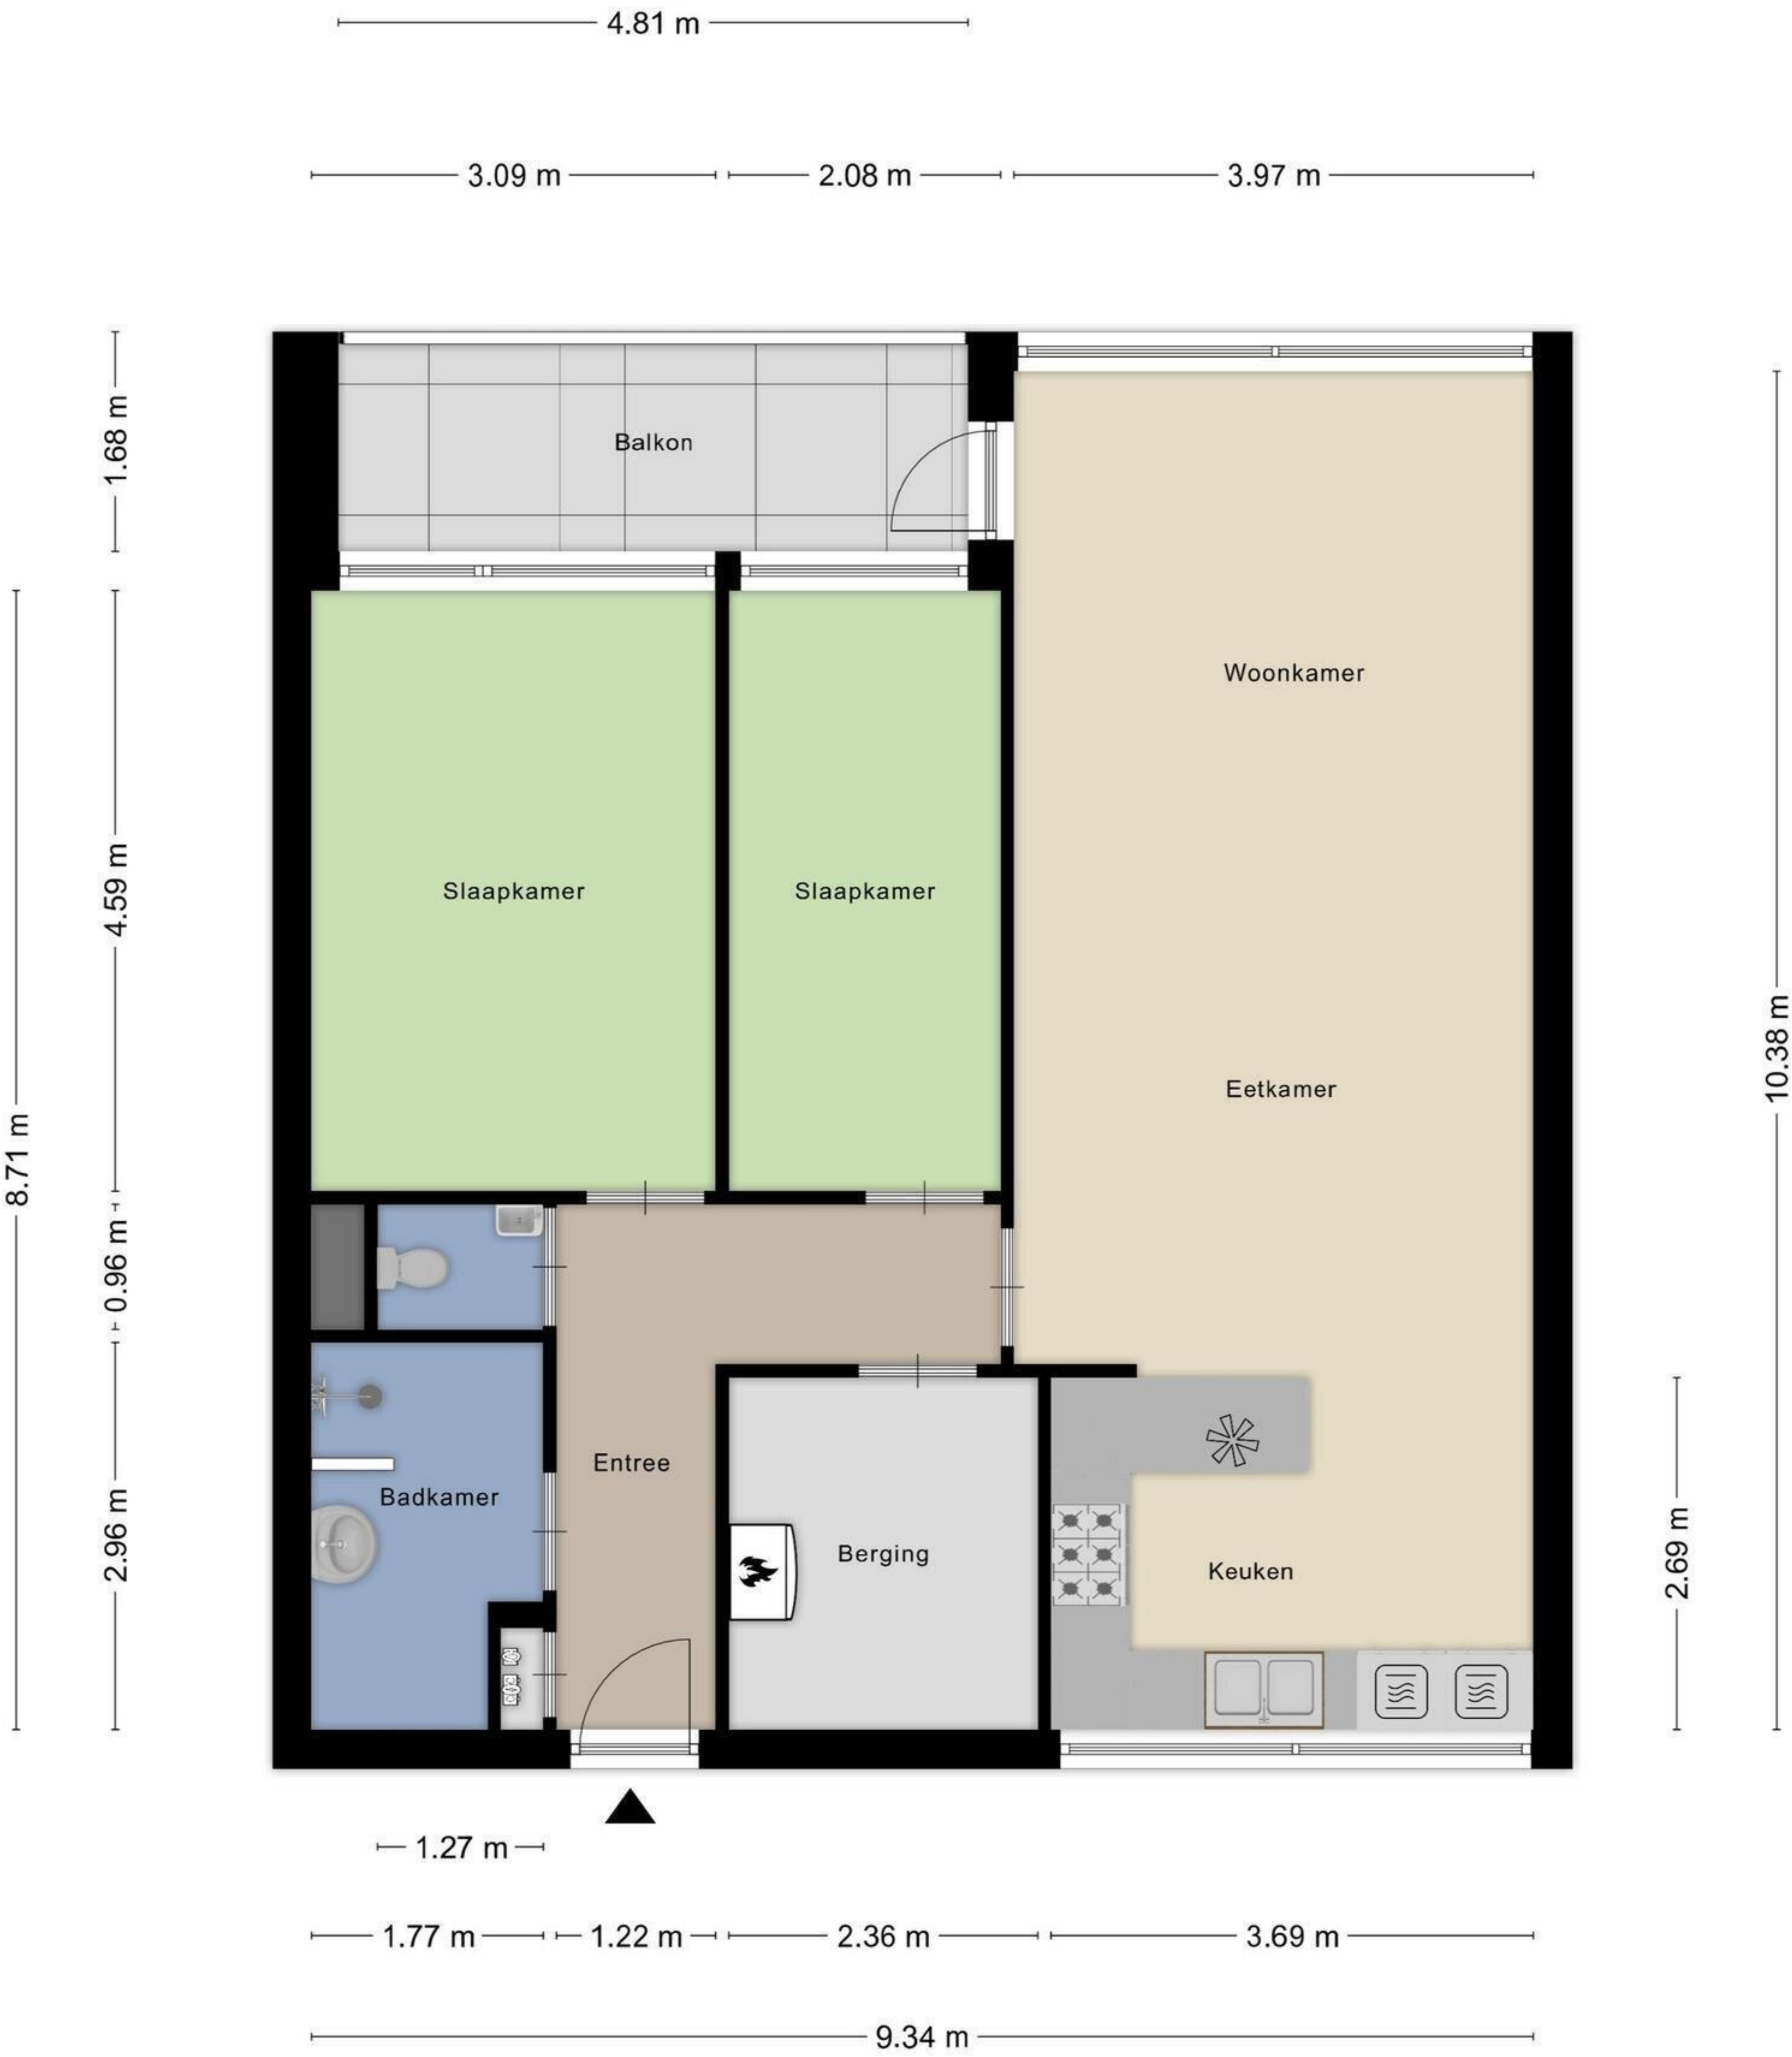 4.81 m
3.09 m
2.08 m
3.97 m
1.68 m
Balkon
Woonkamer
4.59 m
Slaapkamer
Slaapkamer
10.38 m
Eetkamer
8.71 m
0.96 m
Entree
Badkamer
2.96 m
Berging
Keuken
2.69 m
1.27 m
1.77 m
1.22 m
2.36 m
3.69 m
9.34 m